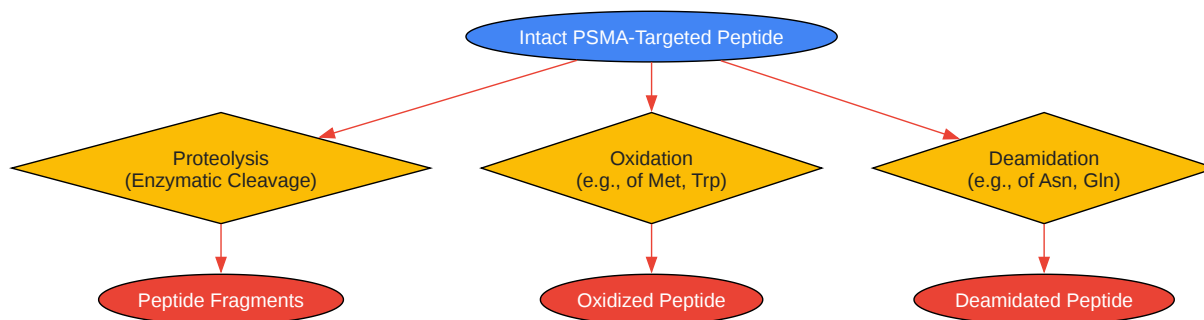 Intact PSMA-Targeted Peptide
Proteolysis
(Enzymatic Cleavage)
Oxidation
(e.g., of Met, Trp)
Deamidation
(e.g., of Asn, Gln)
Peptide Fragments
Oxidized Peptide
Deamidated Peptide